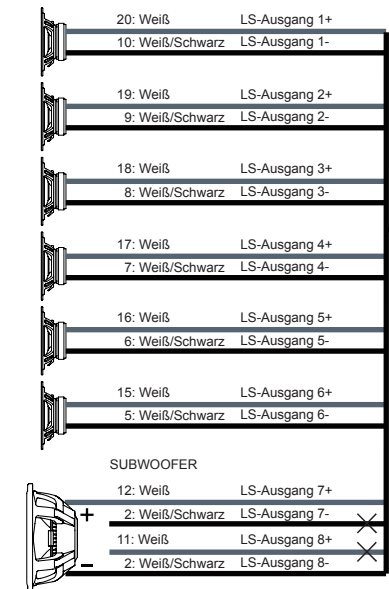 20: Weiß LS-Ausgang 1+
10: Weiß/Schwarz LS-Ausgang 1-
19: Weiß LS-Ausgang 2+
9: Weiß/Schwarz LS-Ausgang 2-
18: Weiß LS-Ausgang 3+
8: Weiß/Schwarz LS-Ausgang 3-
17: Weiß LS-Ausgang 4+
7: Weiß/Schwarz LS-Ausgang 4-
16: Weiß LS-Ausgang 5+
6: Weiß/Schwarz LS-Ausgang 5-
15: Weiß LS-Ausgang 6+
5: Weiß/Schwarz LS-Ausgang 6-
SUBWOOFER
12: Weiß LS-Ausgang 7+
+
2: Weiß/Schwarz LS-Ausgang 7-
11: Weiß LS-Ausgang 8+
–
2: Weiß/Schwarz LS-Ausgang 8-